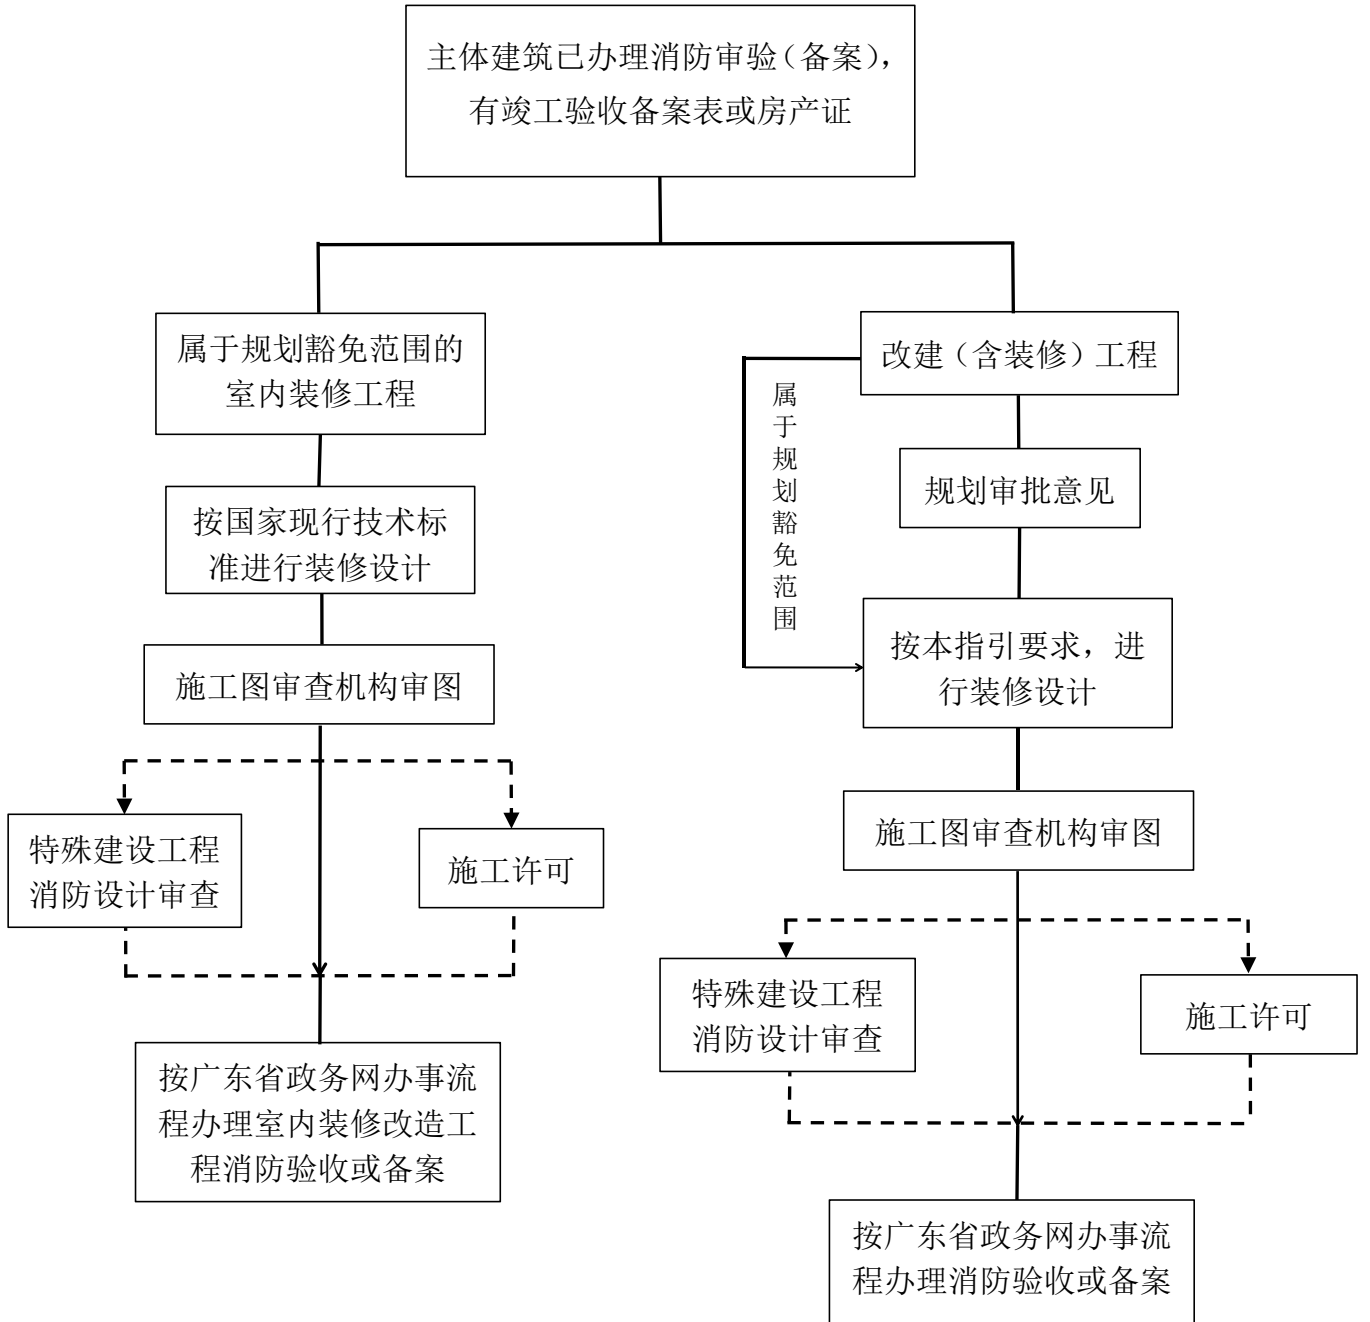 主体建筑已办理消防审验（备案），
有竣工验收备案表或房产证
属于规划豁免范围的
室内装修工程
按国家现行技术标
准进行装修设计
施工图审查机构审图
特殊建设工程
消防设计审查
施工许可
按广东省政务网办事流
程办理室内装修改造工
程消防验收或备案
改建（含装修）工程
属于规划豁免范围
规划审批意见
按本指引要求，进
行装修设计
施工图审查机构审图
特殊建设工程
消防设计审查
施工许可
按广东省政务网办事流
程办理消防验收或备案